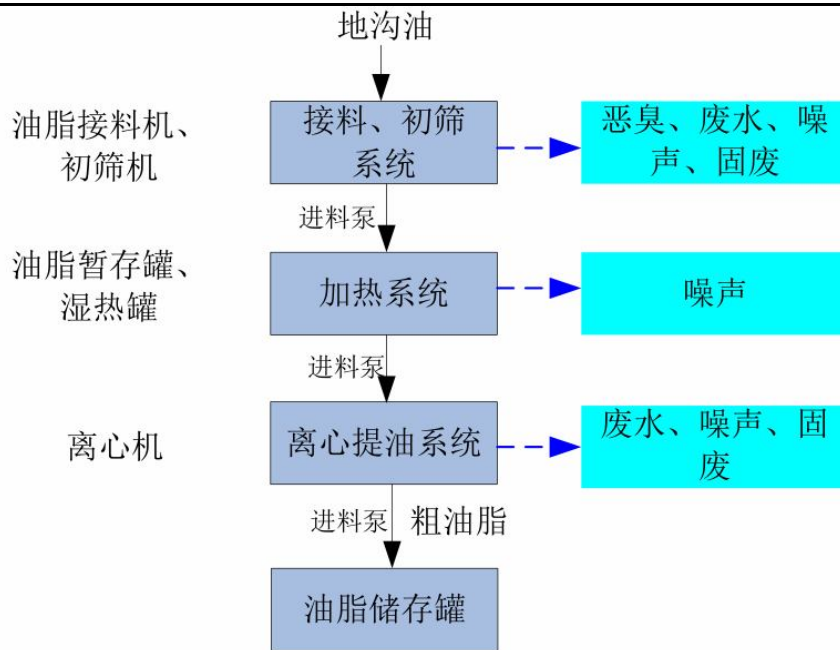 地沟油
油脂接料机、
初筛机
接料、初筛
系统
恶臭、废水、噪
声、固废
进料泵
油脂暂存罐、
湿热罐
加热系统
噪声
进料泵
离心机
离心提油系统
废水、噪声、固
废
进料泵
粗油脂
油脂储存罐